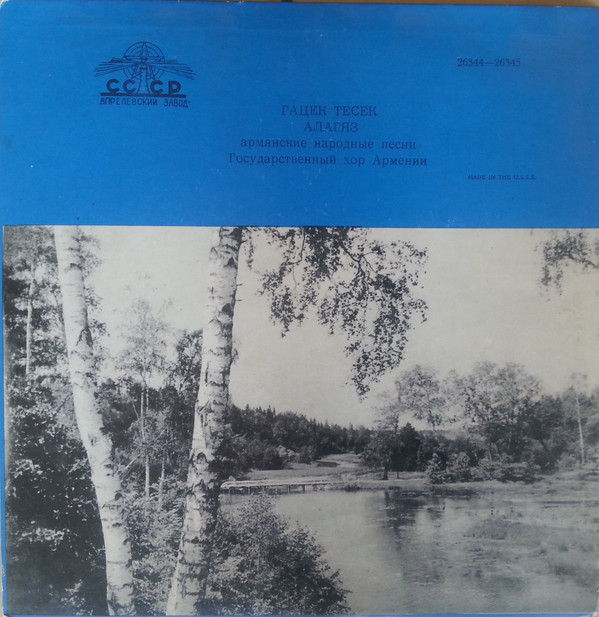 СССР
АПРЕЛЕВСКИЙ ЗАВОД
26344—26345
ГАЦЕК ТЕСЕК
АЛАГЯЗ
армянские народные песни
Государственный хор Армении
MADE IN THE U.S.S.R.